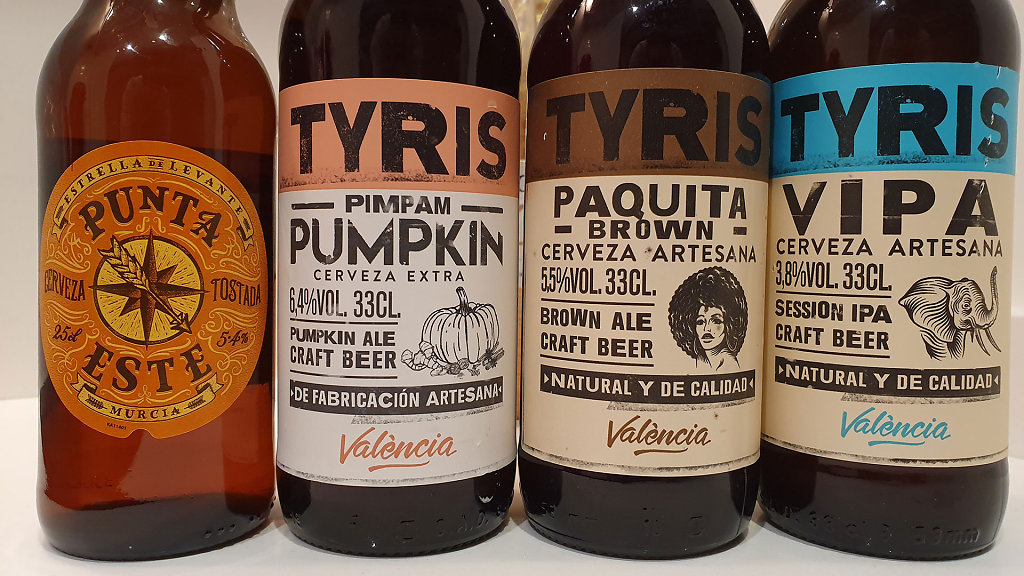 ESTRELLA DE LEVANTE
PUNTA
CERVEZA TOSTADA
25cl 5·4%
ESTE
MURCIA
TYRIS
PIMPAM
PUMPKIN
CERVEZA EXTRA
6,4%VOL. 33CL.
PUMPKIN ALE
CRAFT BEER
DE FABRICACIÓN ARTESANA
València
TYRIS
PAQUITA
BROWN
CERVEZA ARTESANA
5,5%VOL. 33CL.
BROWN ALE
CRAFT BEER
NATURAL Y DE CALIDAD
València
TYRIS
VIPA
CERVEZA ARTESANA
3,8%VOL. 33CL.
SESSION IPA
CRAFT BEER
NATURAL Y DE CALIDAD
València